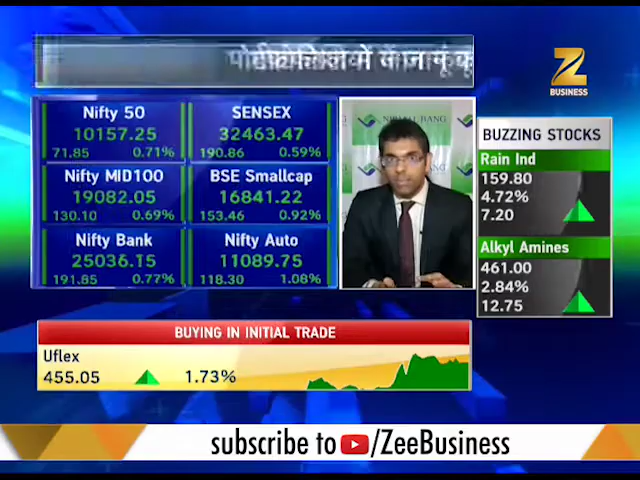 Z
BUSINESS
Nifty 50
10157.25
71.85 0.71%
SENSEX
32463.47
190.86 0.59%
Nifty MID100
19082.05
130.10 0.69%
BSE Smallcap
16841.22
153.46 0.92%
Nifty Bank
25036.15
191.85 0.77%
Nifty Auto
11089.75
118.30 1.08%
NIRMAL BANG
BUZZING STOCKS
Rain Ind
159.80
4.72%
7.20
Alkyl Amines
461.00
2.84%
12.75
BUYING IN INITIAL TRADE
Uflex
455.05 1.73%
subscribe to /ZeeBusiness